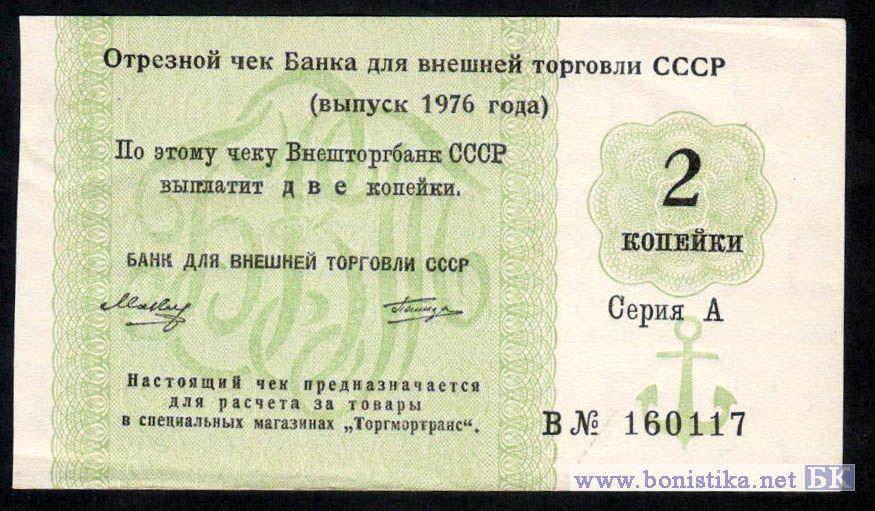 Отрезной чек Банка для внешней торговли СССР
(выпуск 1976 года)
По этому чеку Внешторгбанк СССР
выплатит две копейки.
2
КОПЕЙКИ
БАНК ДЛЯ ВНЕШНЕЙ ТОРГОВЛИ СССР
Серия А
Настоящий чек предназначается
для расчета за товары
в специальных магазинах „Торгмортранс“.
В № 160117
www.bonistika.net БК